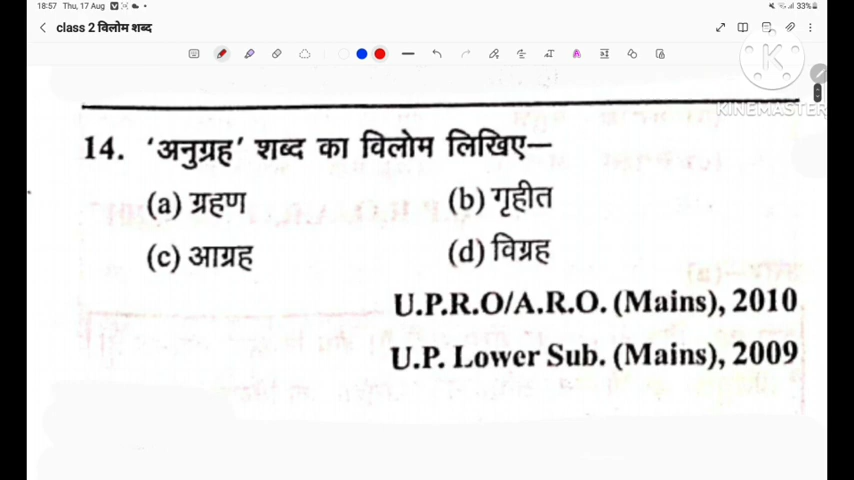 18:57 Thu, 17 Aug
33%
class 2 विलोम शब्द
KINEMASTER
14. 'अनुग्रह' शब्द का विलोम लिखिए–
(a) ग्रहण (b) गृहीत
(c) आग्रह (d) विग्रह
U.P.R.O/A.R.O. (Mains), 2010
U.P. Lower Sub. (Mains), 2009